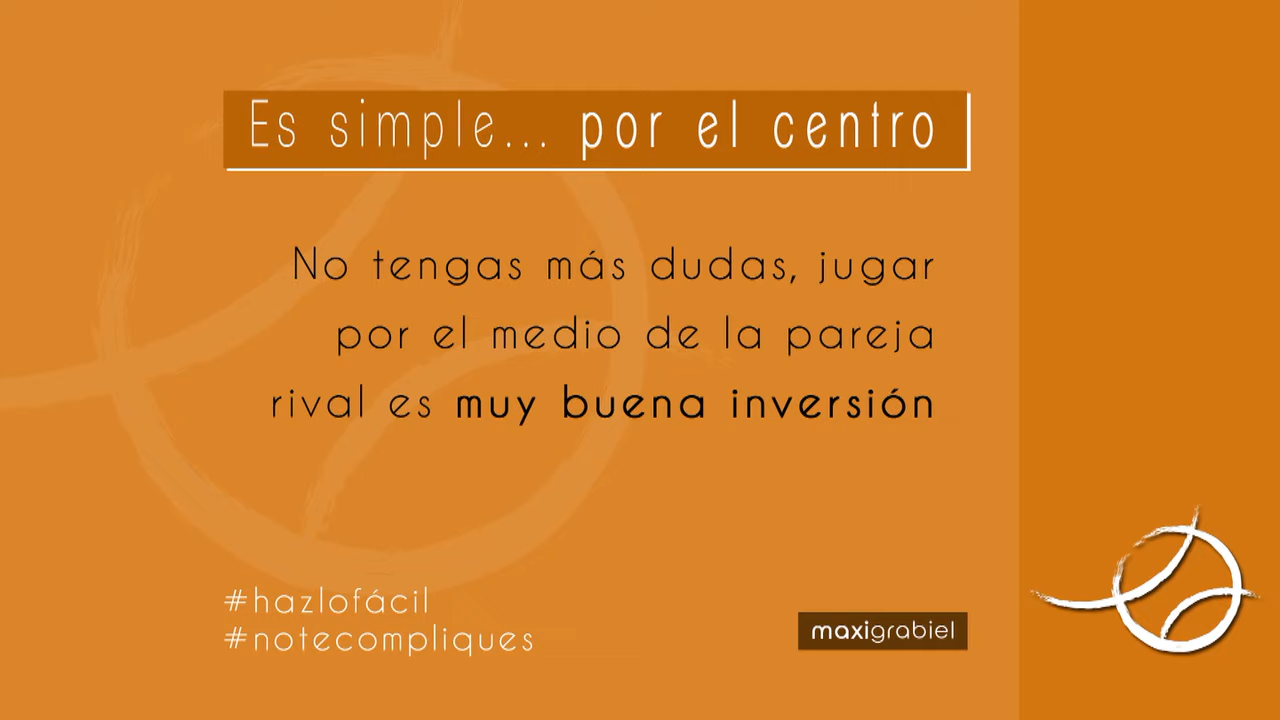 Es simple... por el centro
No tengas más dudas, jugar
por el medio de la pareja
rival es muy buena inversión
#hazlofácil
#notecompliques
maxigrabiel